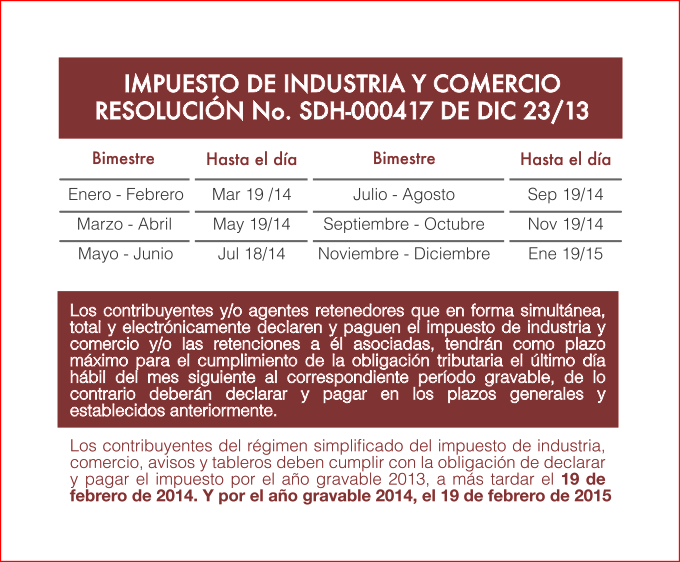 IMPUESTO DE INDUSTRIA Y COMERCIO
RESOLUCIÓN No. SDH-000417 DE DIC 23/13
Bimestre Hasta el día Bimestre Hasta el día
Enero - Febrero Mar 19 /14 Julio - Agosto Sep 19/14
Marzo - Abril May 19/14 Septiembre - Octubre Nov 19/14
Mayo - Junio Jul 18/14 Noviembre - Diciembre Ene 19/15
Los contribuyentes y/o agentes retenedores que en forma simultánea,
total y electrónicamente declaren y paguen el impuesto de industria y
comercio y/o las retenciones a él asociadas, tendrán como plazo
máximo para el cumplimiento de la obligación tributaria el último día
hábil del mes siguiente al correspondiente período gravable, de lo
contrario deberán declarar y pagar en los plazos generales y
establecidos anteriormente.
Los contribuyentes del régimen simplificado del impuesto de industria,
comercio, avisos y tableros deben cumplir con la obligación de declarar
y pagar el impuesto por el año gravable 2013, a más tardar el 19 de
febrero de 2014. Y por el año gravable 2014, el 19 de febrero de 2015